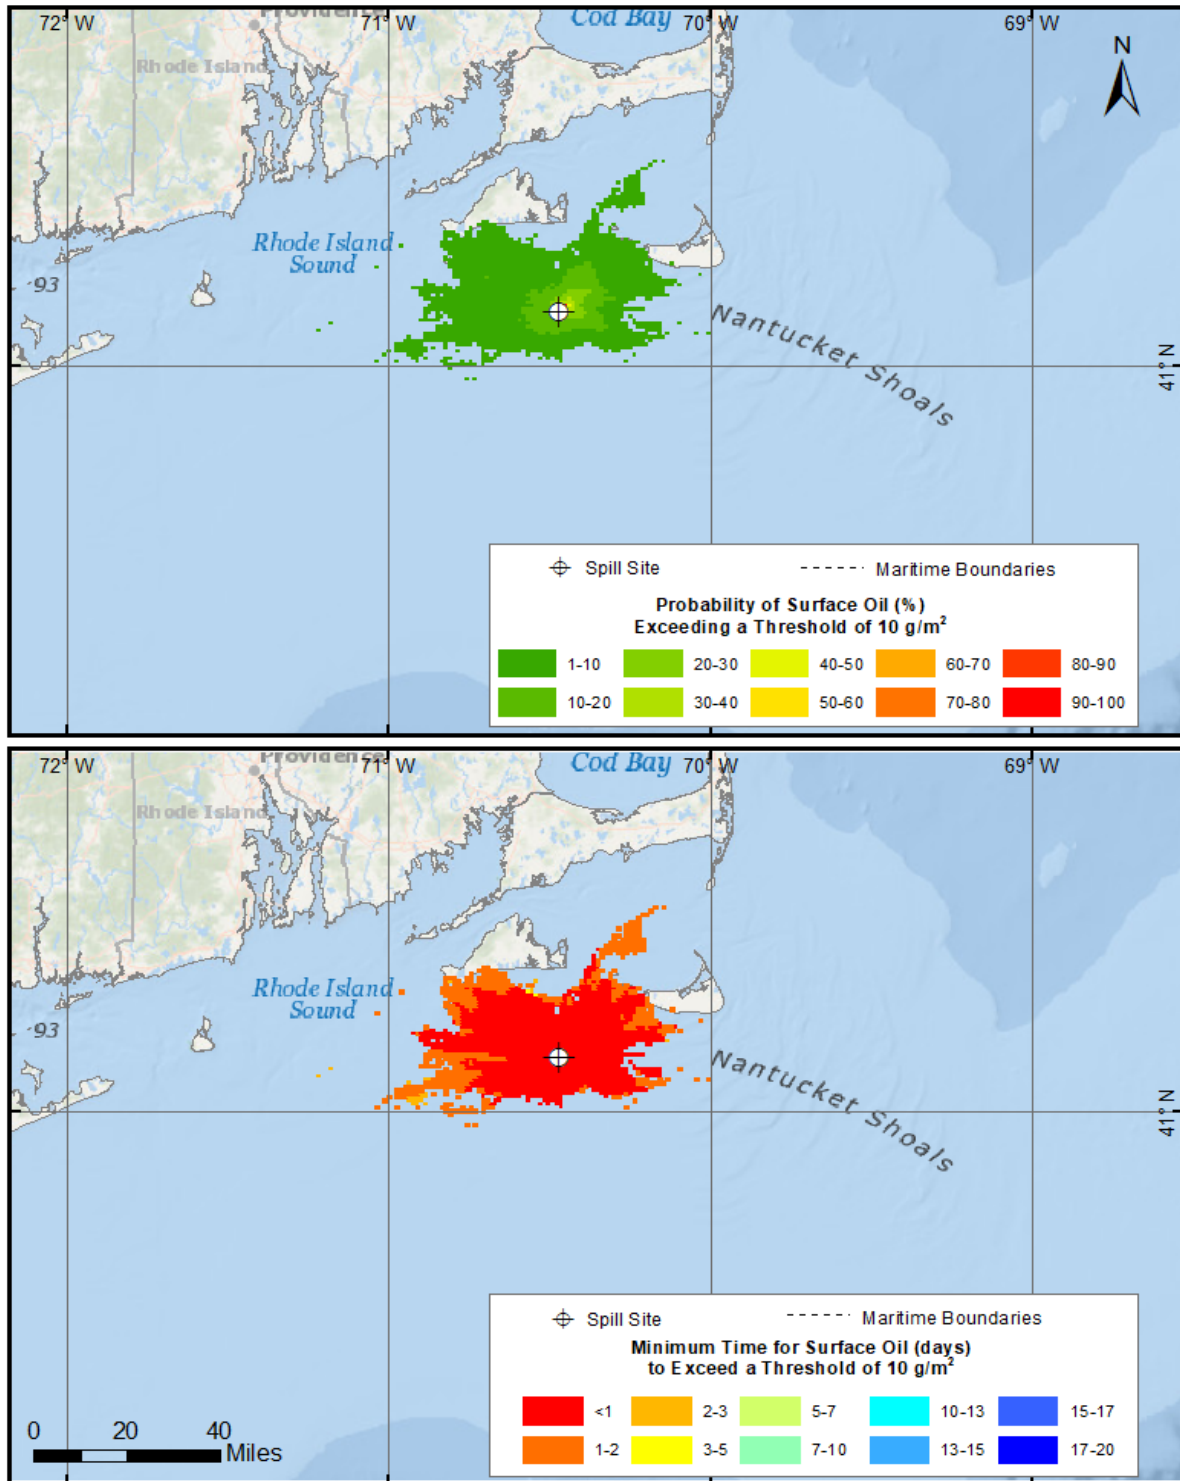 Providence
Cod Bay
72° W
71° W
70° W
69° W
N
Rhode Island
Rhode Island
Sound
93
Nantucket Shoals
41° N
Spill Site
Maritime Boundaries
Probability of Surface Oil (%)
Exceeding a Threshold of 10 g/m²
1-10
20-30
40-50
60-70
80-90
10-20
30-40
50-60
70-80
90-100
Providence
Cod Bay
72° W
71° W
70° W
69° W
Rhode Island
Rhode Island
Sound
93
Nantucket Shoals
41° N
Spill Site
Maritime Boundaries
Minimum Time for Surface Oil (days)
to Exceed a Threshold of 10 g/m²
<1
2-3
5-7
10-13
15-17
1-2
3-5
7-10
13-15
17-20
0 20 40
Miles